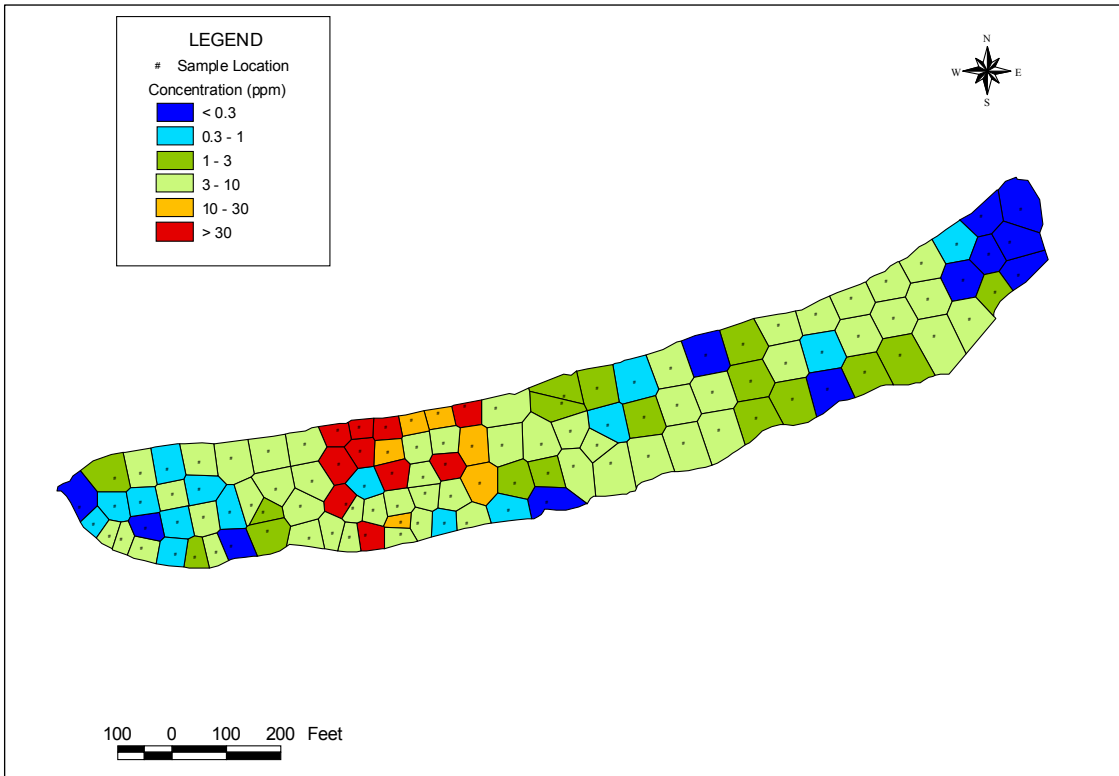 LEGEND
# Sample Location
Concentration (ppm)
< 0.3
0.3 - 1
1 - 3
3 - 10
10 - 30
> 30
N
W E
S
100 0 100 200 Feet